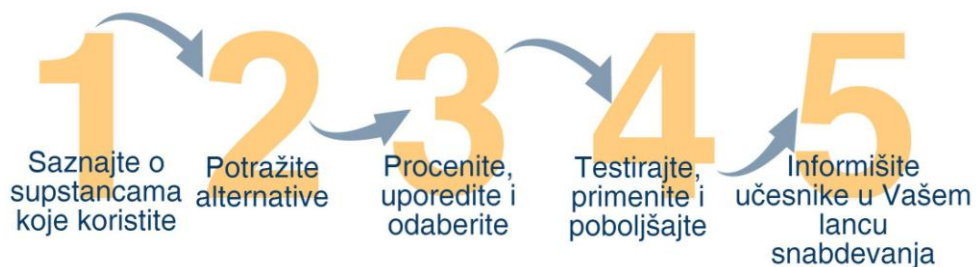 1
Saznajte o
supstancama
koje koristite
2
Potražite
alternative
3
Procenite,
uporedite i
odaberite
4
Testirajte,
primenite i
poboljšajte
5
Informišite
učesnike u Vašem
lancu
snabdevanja